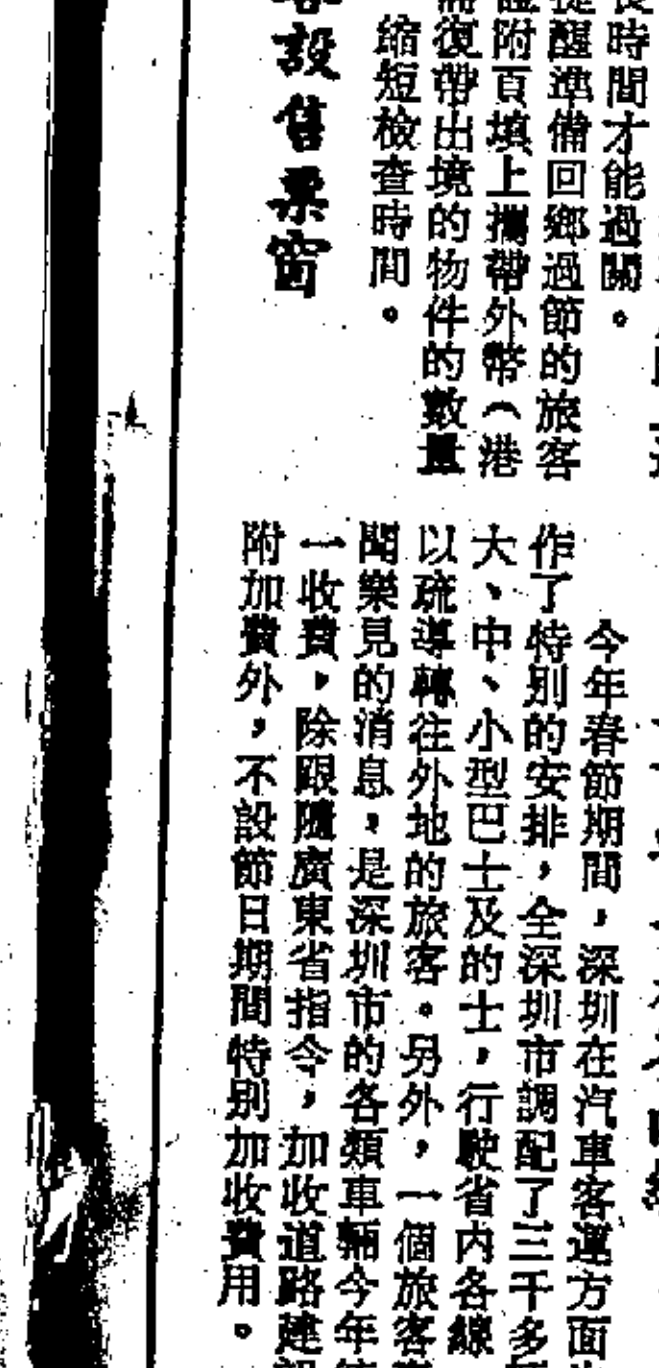 長時間才能過關。
提醒準備回鄉過節的旅客
證附頁填上攜帶外幣（港
需復帶出境的物件的數量
縮短檢查時間。
客設售票窗
今年春節期間，深圳在汽車客運方面
作了特別的安排，全深圳市調配了三千多
大、中、小型巴士及的士，行駛省內各線
以疏導轉往外地的旅客。另外，一個旅客
聞樂見的消息，是深圳市的各類車輛今年
一收費，除跟隨廣東省指令，加收道路建
附加費外，不設節日期間特別加收費用。